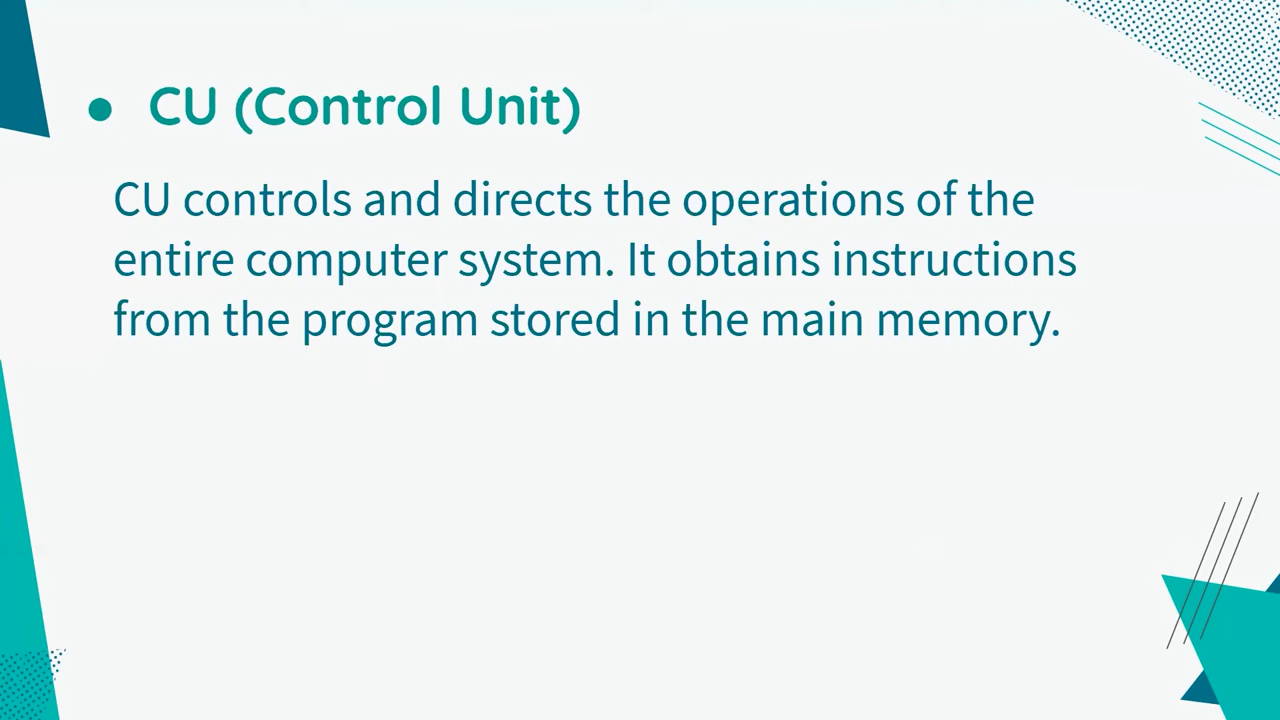 ● CU (Control Unit)
CU controls and directs the operations of the
entire computer system. It obtains instructions
from the program stored in the main memory.